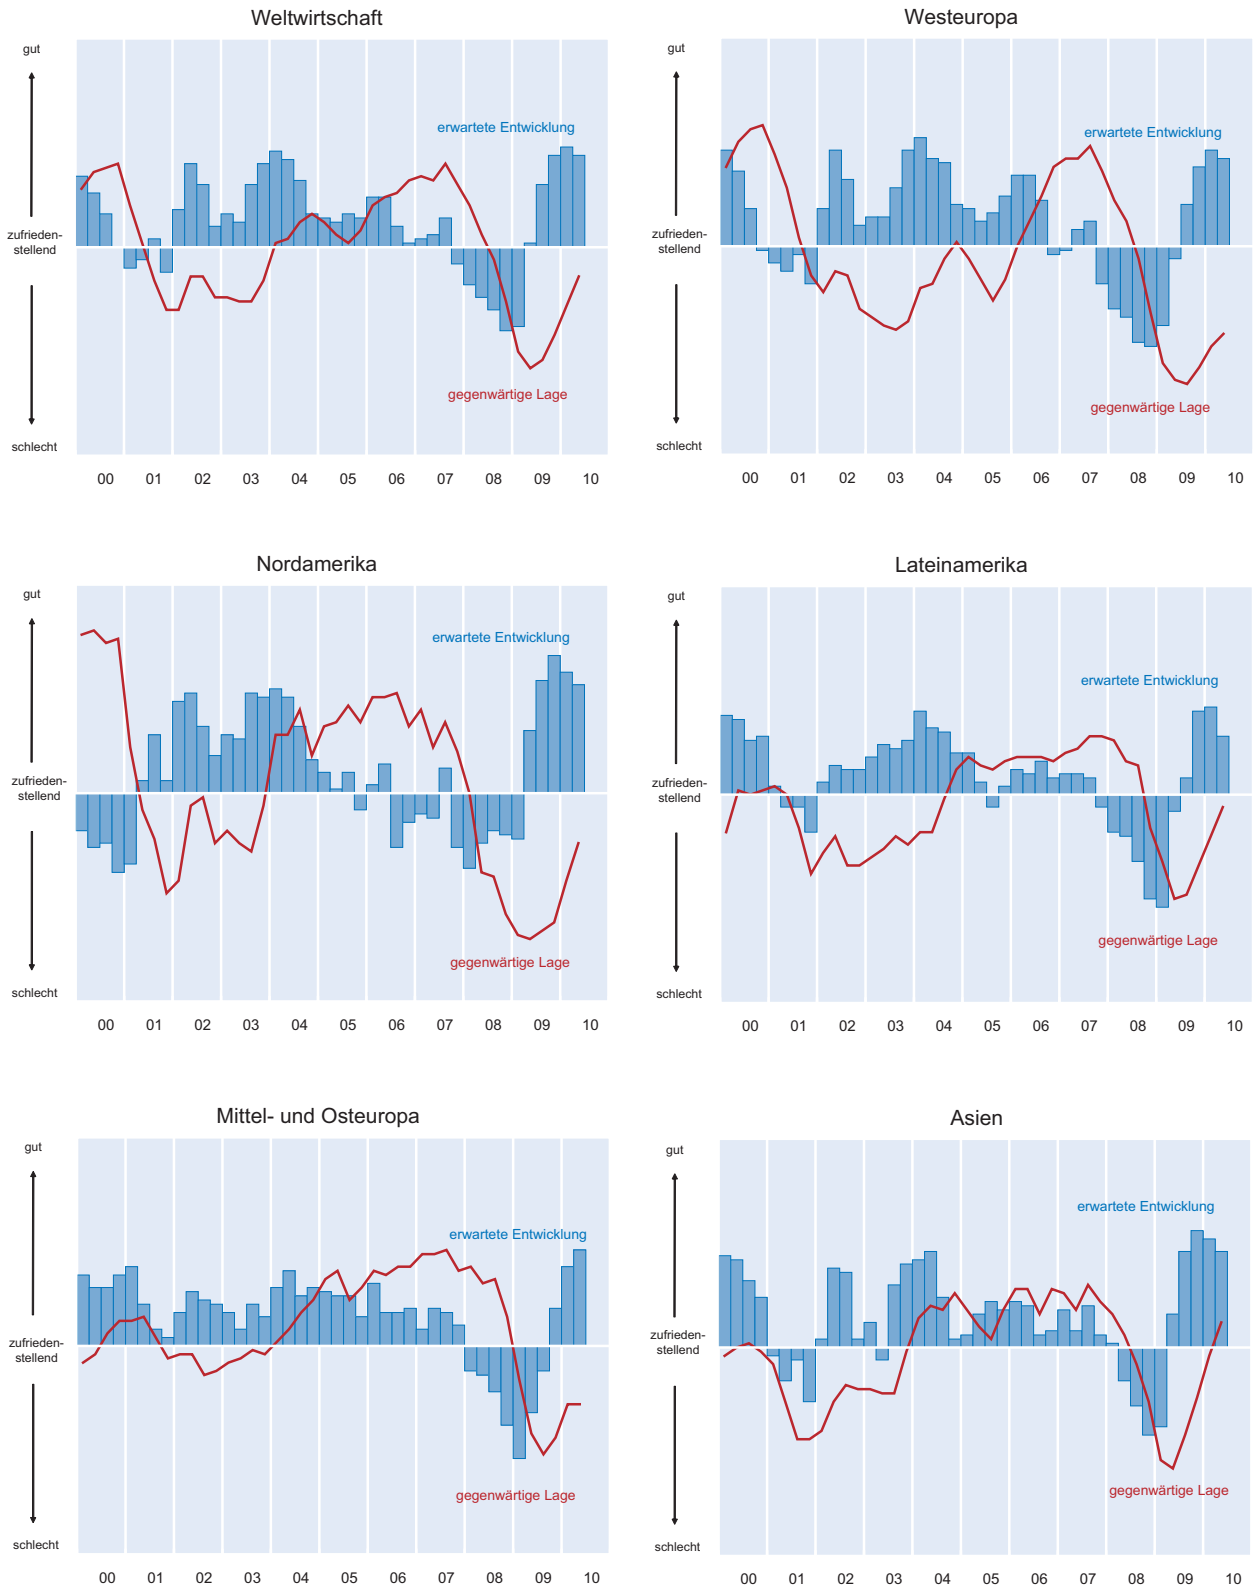 Weltwirtschaft
gut
erwartete Entwicklung
zufrieden-
stellend
gegenwärtige Lage
schlecht
00 01 02 03 04 05 06 07 08 09 10
Westeuropa
gut
erwartete Entwicklung
zufrieden-
stellend
gegenwärtige Lage
schlecht
00 01 02 03 04 05 06 07 08 09 10
Nordamerika
gut
erwartete Entwicklung
zufrieden-
stellend
gegenwärtige Lage
schlecht
00 01 02 03 04 05 06 07 08 09 10
Lateinamerika
gut
erwartete Entwicklung
zufrieden-
stellend
gegenwärtige Lage
schlecht
00 01 02 03 04 05 06 07 08 09 10
Mittel- und Osteuropa
gut
erwartete Entwicklung
zufrieden-
stellend
gegenwärtige Lage
schlecht
00 01 02 03 04 05 06 07 08 09 10
Asien
gut
erwartete Entwicklung
zufrieden-
stellend
gegenwärtige Lage
schlecht
00 01 02 03 04 05 06 07 08 09 10